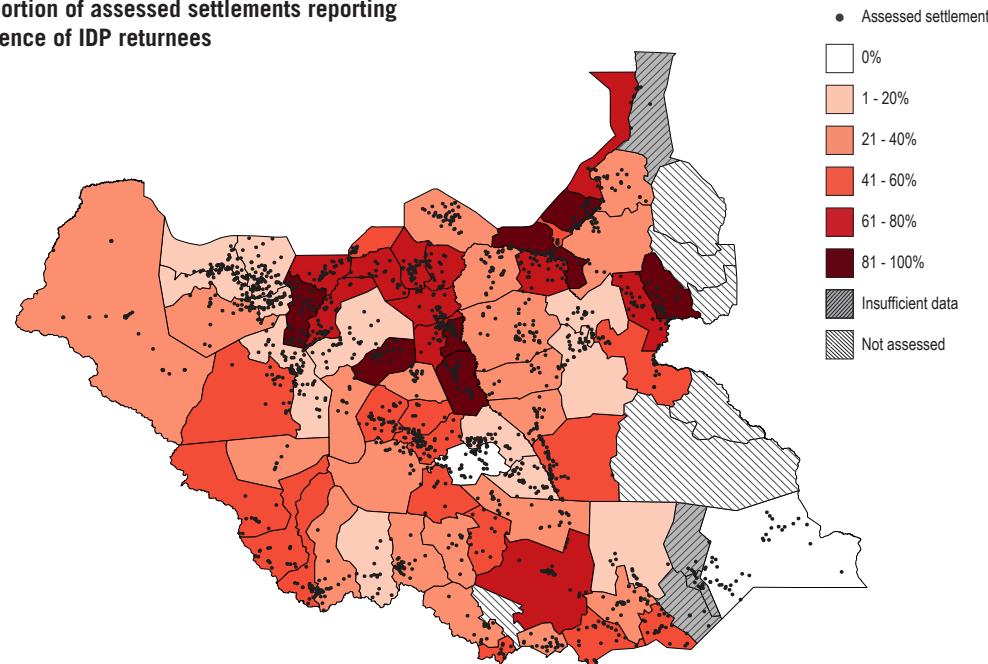 ortion of assessed settlements reporting
ence of IDP returnees
Assessed settlement
0%
1 - 20%
21 - 40%
41 - 60%
61 - 80%
81 - 100%
Insufficient data
Not assessed